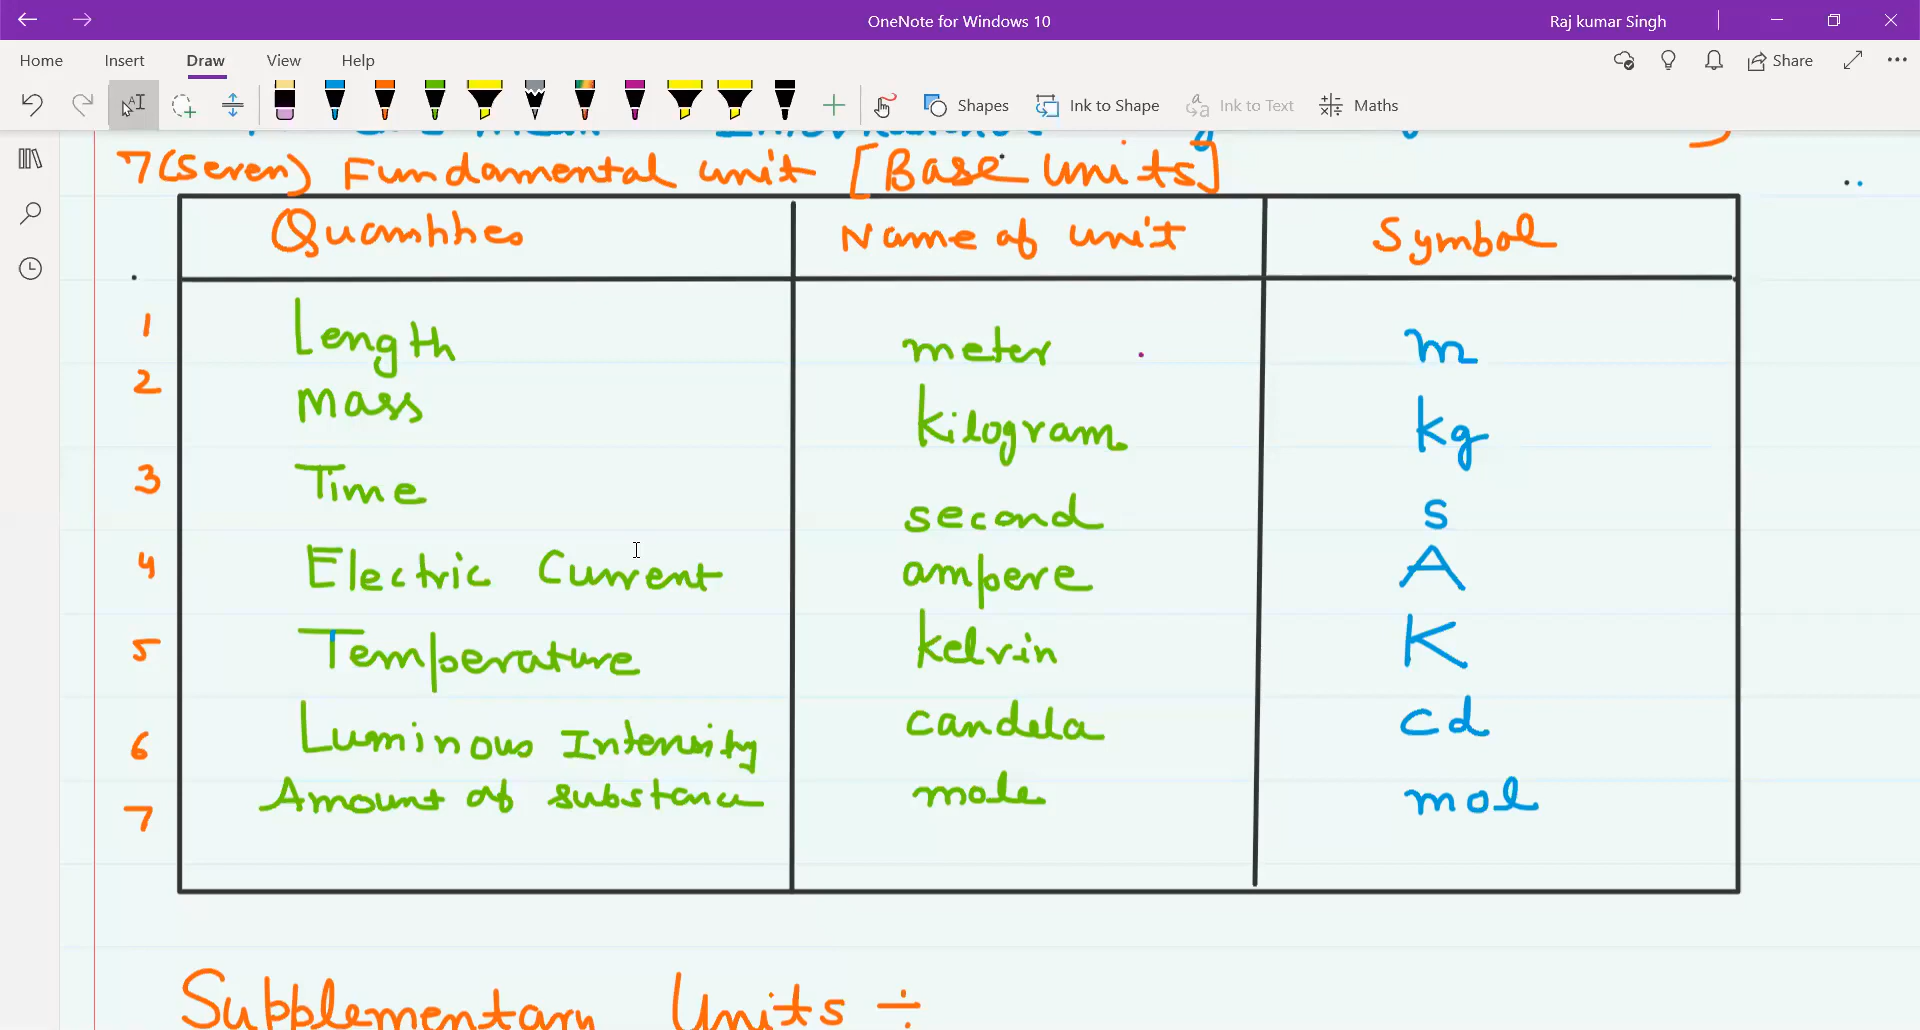 OneNote for Windows 10
Raj kumar Singh
Home Insert Draw View Help
Share
Shapes Ink to Shape Ink to Text Maths
7 (Seven) Fundamental unit [Base Units]
Quantities Name of unit Symbol
1 Length meter m
2 Mass kilogram kg
3 Time second s
4 Electric Current ampere A
5 Temperature kelvin K
6 Luminous Intensity candela cd
7 Amount of substance mole mol
Supplementary Units ÷